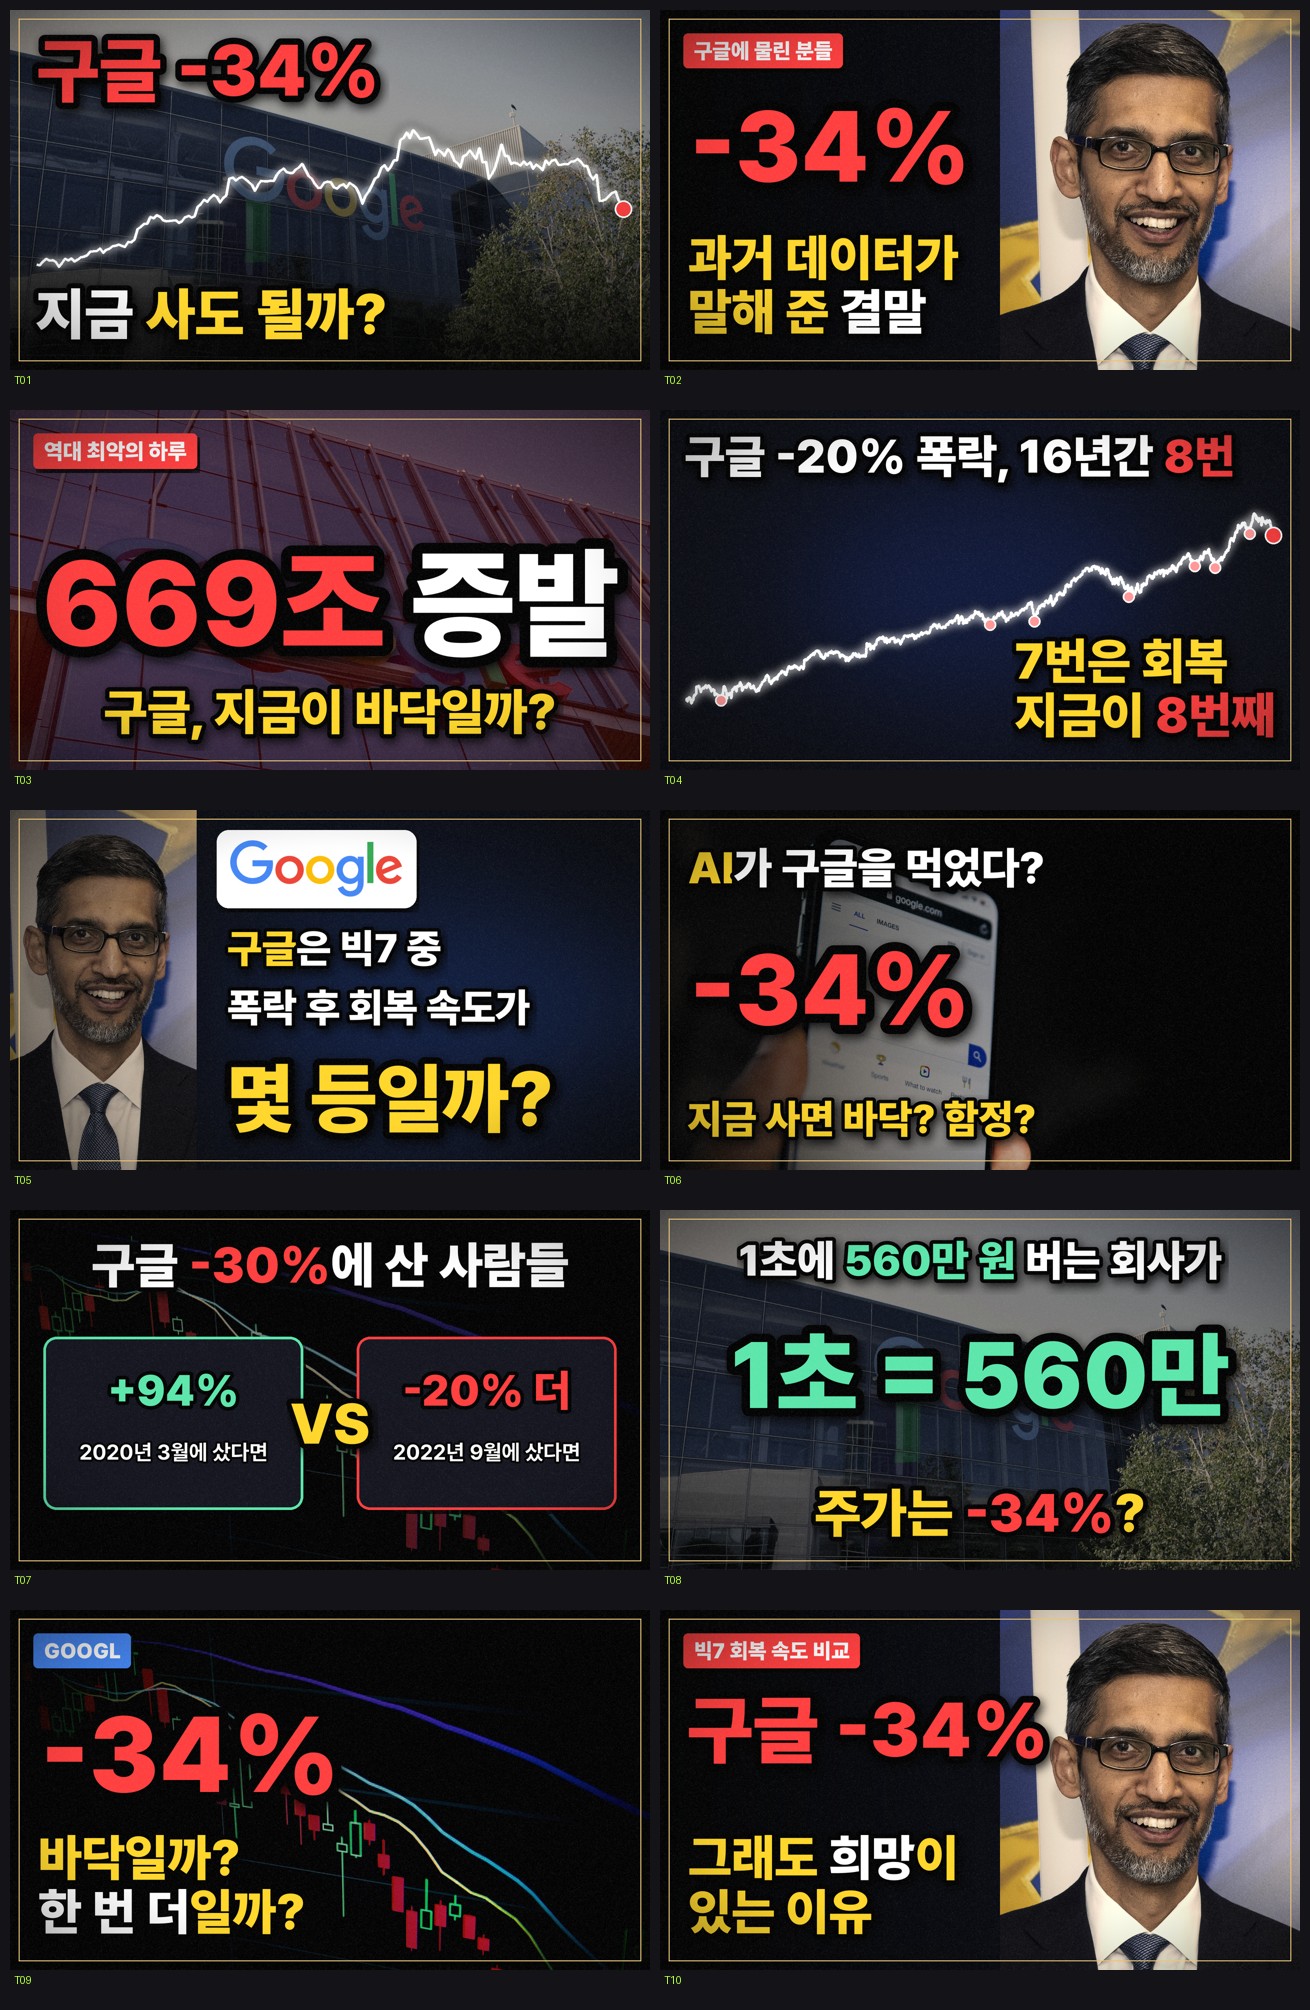 구글 -34%
Google
지금 사도 될까?
T01
구글에 물린 분들
-34%
과거 데이터가
말해 준 결말
T02
역대 최악의 하루
669조 증발
구글, 지금이 바닥일까?
T03
구글 -20% 폭락, 16년간 8번
7번은 회복
지금이 8번째
T04
Google
구글은 빅7 중
폭락 후 회복 속도가
몇 등일까?
T05
AI가 구글을 먹었다?
google.com
ALL IMAGES
-34%
Weather
Sports
What to watch
지금 사면 바닥? 함정?
T06
구글 -30%에 산 사람들
+94%
2020년 3월에 샀다면
VS
-20% 더
2022년 9월에 샀다면
T07
1초에 560만 원 버는 회사가
1초 = 560만
주가는 -34%?
T08
GOOGL
-34%
바닥일까?
한 번 더일까?
T09
빅7 회복 속도 비교
구글 -34%
그래도 희망이
있는 이유
T10